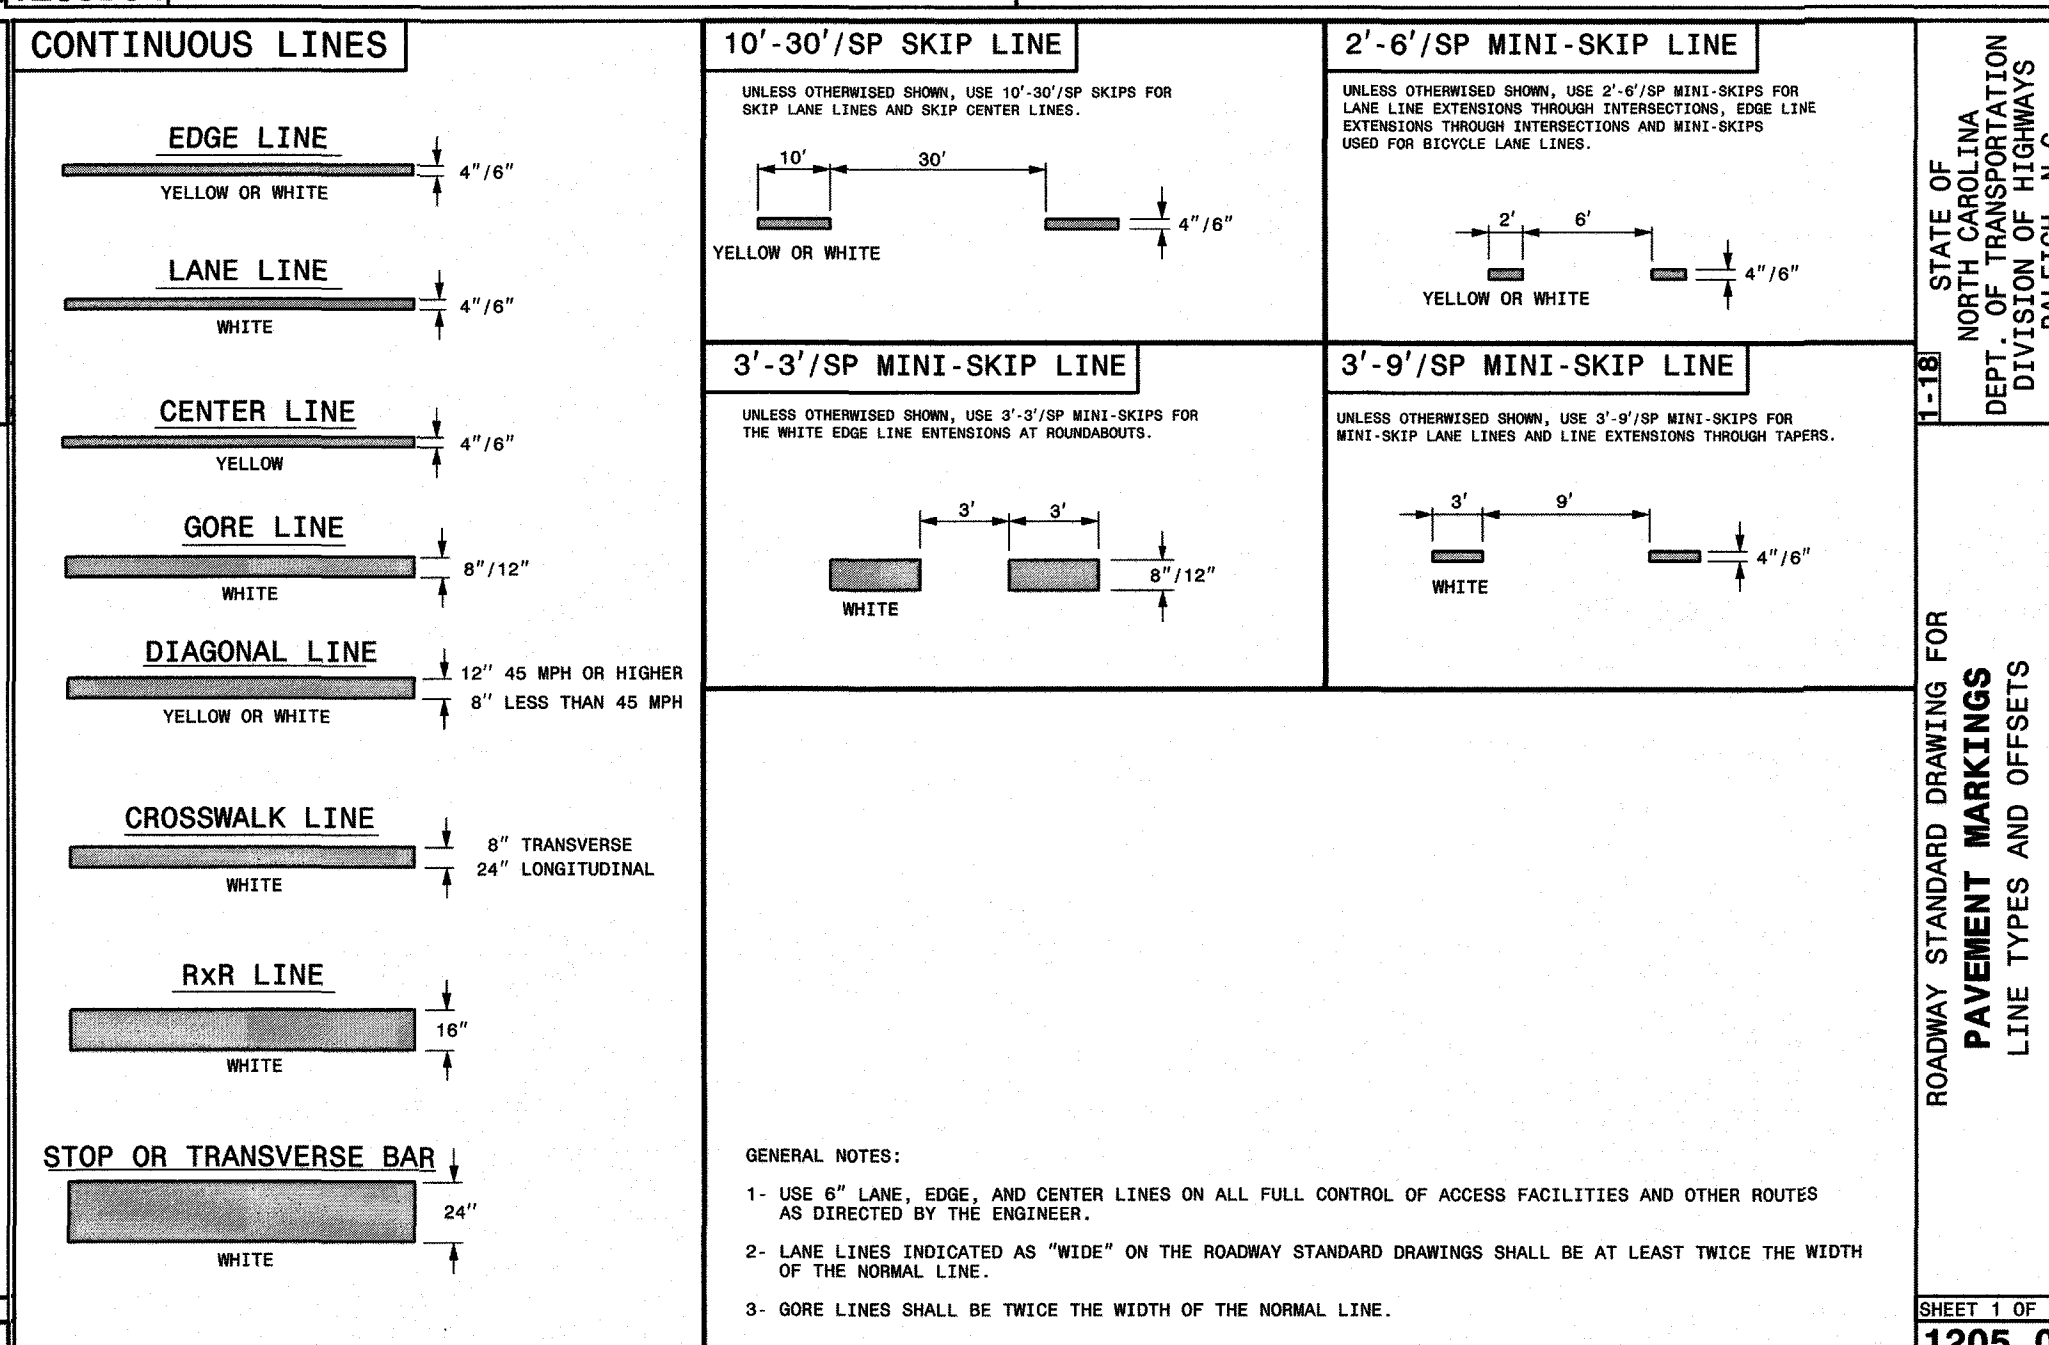 CONTINUOUS LINES
EDGE LINE
4"/6"
YELLOW OR WHITE
LANE LINE
4"/6"
WHITE
CENTER LINE
4"/6"
YELLOW
GORE LINE
8"/12"
WHITE
DIAGONAL LINE
12" 45 MPH OR HIGHER
8" LESS THAN 45 MPH
YELLOW OR WHITE
CROSSWALK LINE
8" TRANSVERSE
24" LONGITUDINAL
WHITE
RxR LINE
16"
WHITE
STOP OR TRANSVERSE BAR
24"
WHITE
10'-30'/SP SKIP LINE
UNLESS OTHERWISED SHOWN, USE 10'-30'/SP SKIPS FOR
SKIP LANE LINES AND SKIP CENTER LINES.
10' 30'
4"/6"
YELLOW OR WHITE
2'-6'/SP MINI-SKIP LINE
UNLESS OTHERWISED SHOWN, USE 2'-6'/SP MINI-SKIPS FOR
LANE LINE EXTENSIONS THROUGH INTERSECTIONS, EDGE LINE
EXTENSIONS THROUGH INTERSECTIONS AND MINI-SKIPS
USED FOR BICYCLE LANE LINES.
2' 6'
4"/6"
YELLOW OR WHITE
3'-3'/SP MINI-SKIP LINE
UNLESS OTHERWISED SHOWN, USE 3'-3'/SP MINI-SKIPS FOR
THE WHITE EDGE LINE ENTENSIONS AT ROUNDABOUTS.
3' 3'
8"/12"
WHITE
3'-9'/SP MINI-SKIP LINE
UNLESS OTHERWISED SHOWN, USE 3'-9'/SP MINI-SKIPS FOR
MINI-SKIP LANE LINES AND LINE EXTENSIONS THROUGH TAPERS.
3' 9'
4"/6"
WHITE
GENERAL NOTES:
1- USE 6" LANE, EDGE, AND CENTER LINES ON ALL FULL CONTROL OF ACCESS FACILITIES AND OTHER ROUTES
AS DIRECTED BY THE ENGINEER.
2- LANE LINES INDICATED AS "WIDE" ON THE ROADWAY STANDARD DRAWINGS SHALL BE AT LEAST TWICE THE WIDTH
OF THE NORMAL LINE.
3- GORE LINES SHALL BE TWICE THE WIDTH OF THE NORMAL LINE.
1-18
STATE OF
NORTH CAROLINA
DEPT. OF TRANSPORTATION
DIVISION OF HIGHWAYS
ROADWAY STANDARD DRAWING FOR
PAVEMENT MARKINGS
LINE TYPES AND OFFSETS
SHEET 1 OF